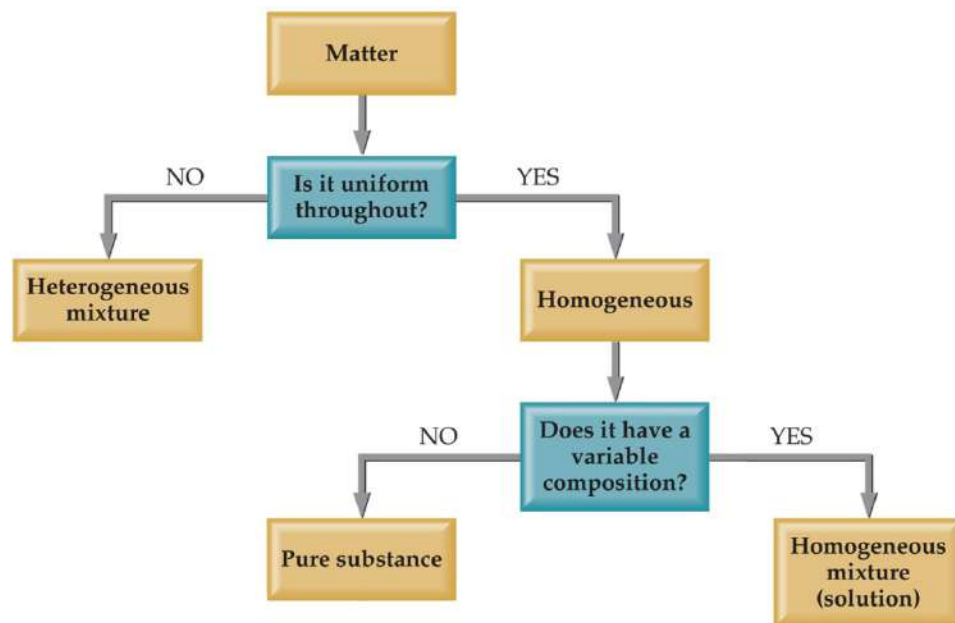 Matter
NO
Is it uniform
throughout?
YES
Heterogeneous
mixture
Homogeneous
NO
Does it have a
variable
composition?
YES
Pure substance
Homogeneous
mixture
(solution)